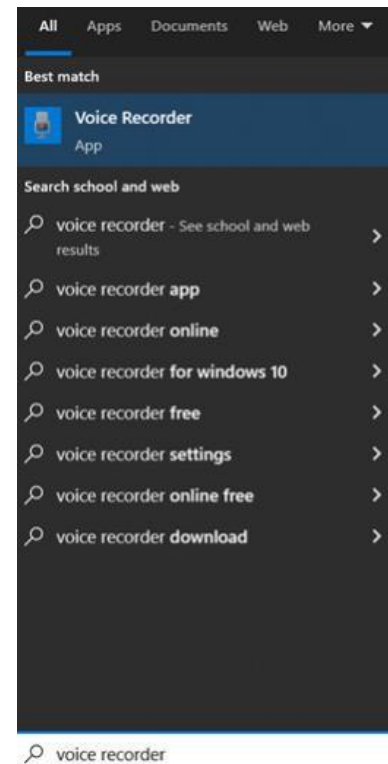 All Apps Documents Web More
Best match
Voice Recorder
App
Search school and web
voice recorder - See school and web
results
voice recorder app
voice recorder online
voice recorder for windows 10
voice recorder free
voice recorder settings
voice recorder online free
voice recorder download
voice recorder